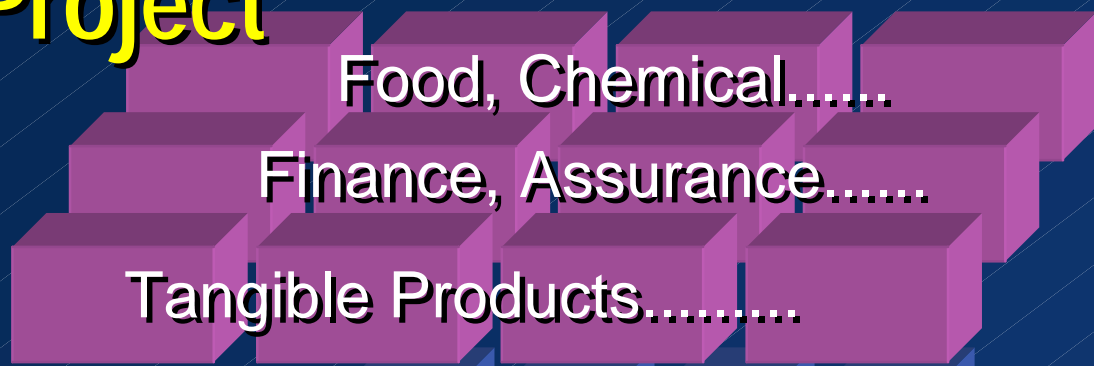 Project
Food, Chemical......
Finance, Assurance......
Tangible Products.........